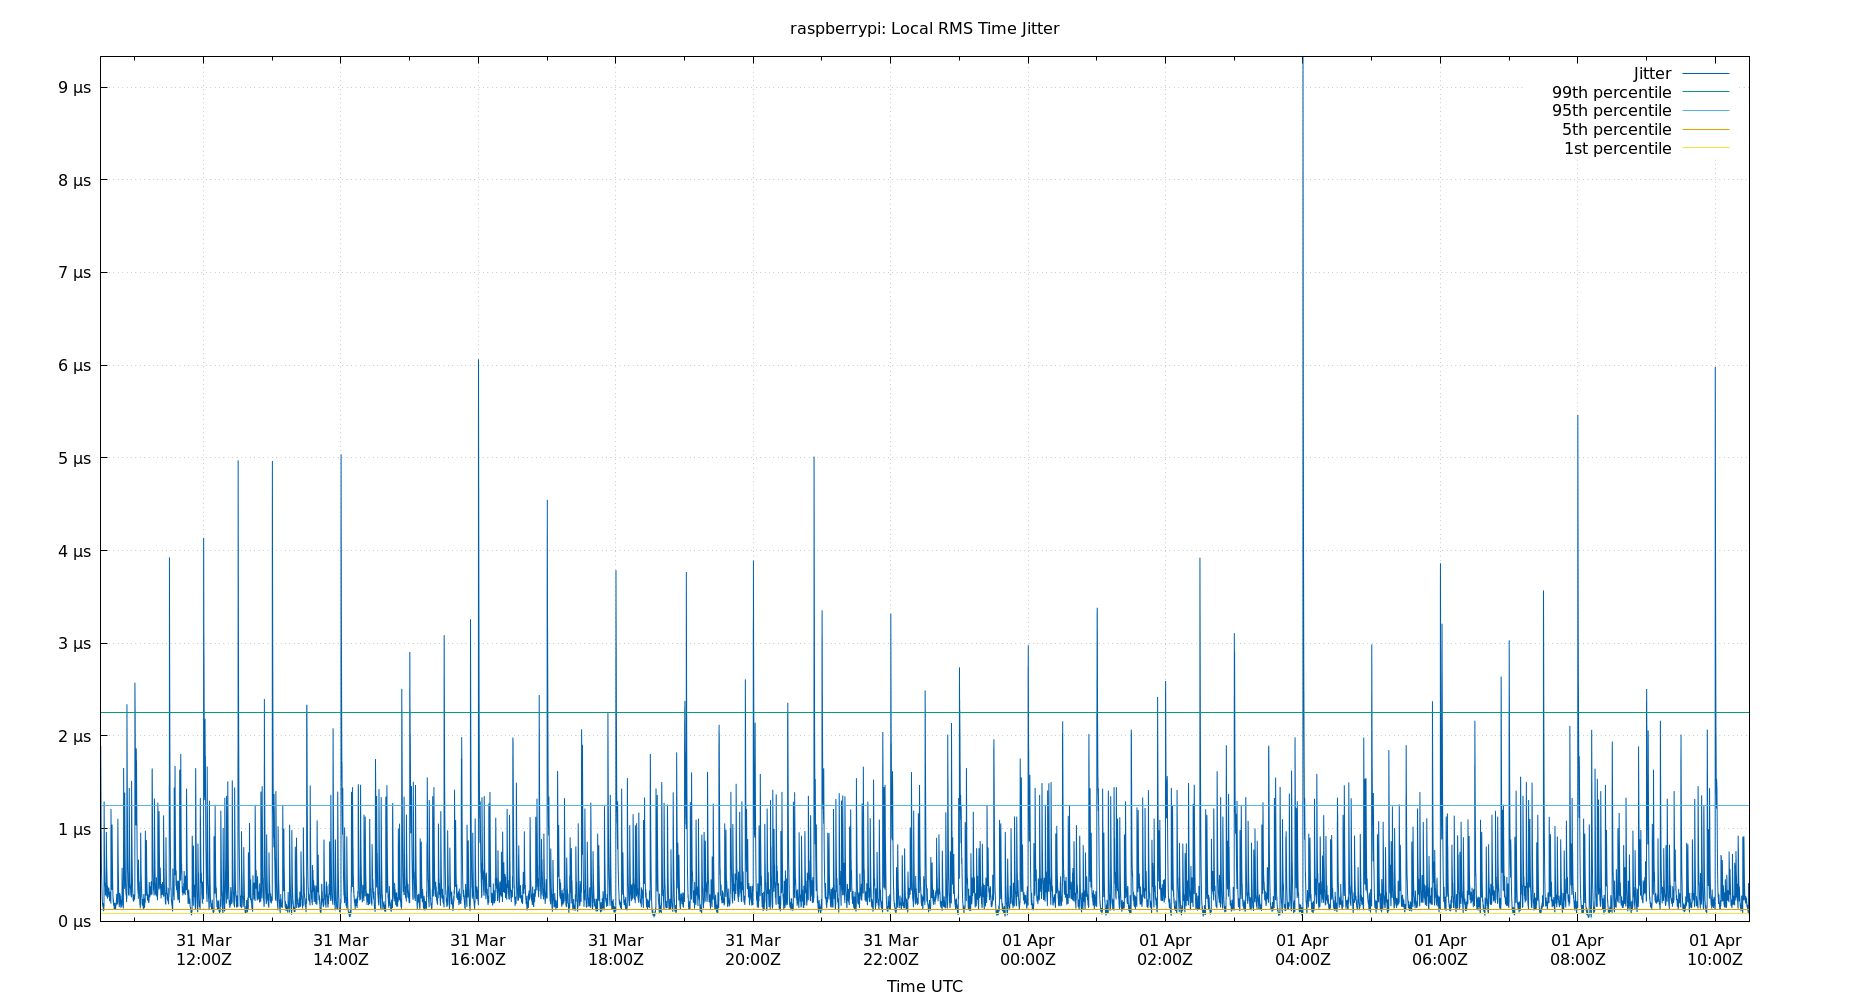 raspberrypi: Local RMS Time Jitter
Jitter
99th percentile
95th percentile
5th percentile
1st percentile
9 µs
8 µs
7 µs
6 µs
5 µs
4 µs
3 µs
2 µs
1 µs
0 µs
31 Mar 31 Mar 31 Mar 31 Mar 31 Mar 31 Mar 01 Apr 01 Apr 01 Apr 01 Apr 01 Apr 01 Apr
12:00Z 14:00Z 16:00Z 18:00Z 20:00Z 22:00Z 00:00Z 02:00Z 04:00Z 06:00Z 08:00Z 10:00Z
Time UTC